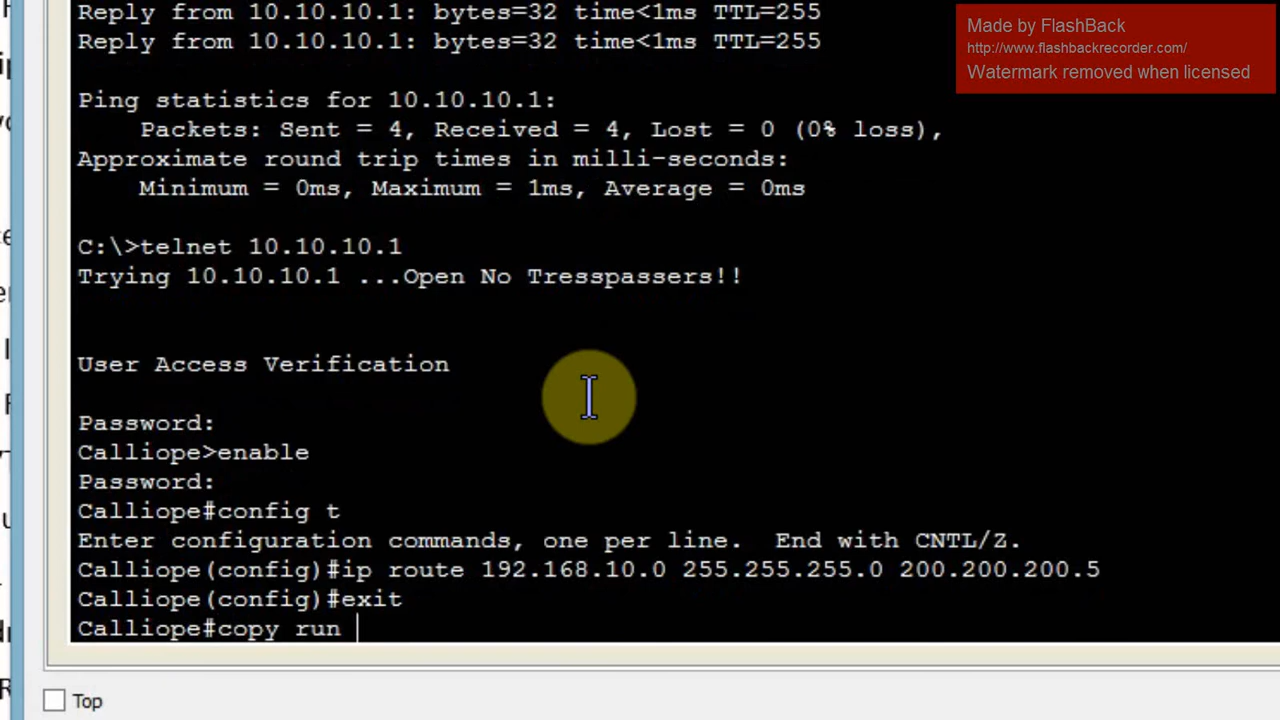 Reply from 10.10.10.1: bytes=32 time<1ms TTL=255
Reply from 10.10.10.1: bytes=32 time<1ms TTL=255
Made by FlashBack
http://www.flashbackrecorder.com/
Watermark removed when licensed
Ping statistics for 10.10.10.1:
Packets: Sent = 4, Received = 4, Lost = 0 (0% loss),
Approximate round trip times in milli-seconds:
Minimum = 0ms, Maximum = 1ms, Average = 0ms
C:\>telnet 10.10.10.1
Trying 10.10.10.1 ...Open No Tresspassers!!
User Access Verification
Password:
Calliope>enable
Password:
Calliope#config t
Enter configuration commands, one per line.  End with CNTL/Z.
Calliope(config)#ip route 192.168.10.0 255.255.255.0 200.200.200.5
Calliope(config)#exit
Calliope#copy run
Top